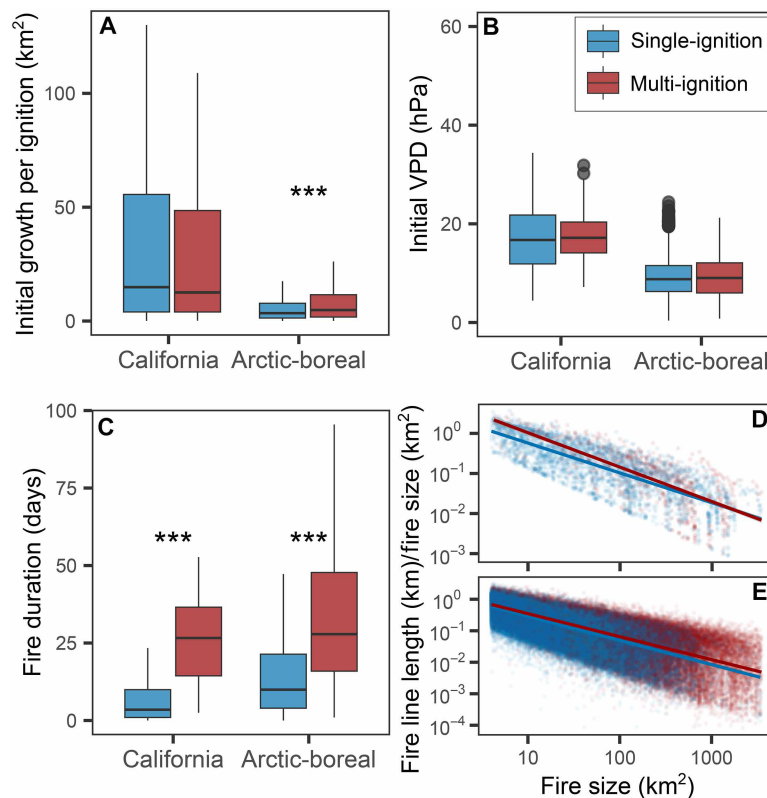 A
Initial growth per ignition (km²)
100
50
0
***
California
Arctic-boreal
B
Initial VPD (hPa)
60
40
20
0
Single-ignition
Multi-ignition
California
Arctic-boreal
C
Fire duration (days)
100
75
50
25
0
***
***
California
Arctic-boreal
Fire line length (km)/fire size (km²)
D
10⁰
10⁻¹
10⁻²
10⁻³
E
10⁰
10⁻¹
10⁻²
10⁻³
10⁻⁴
10
100
1000
Fire size (km²)